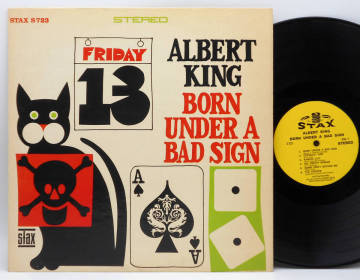 STAX S 723
STEREO
FRIDAY
13
ALBERT
KING
BORN
UNDER A
BAD SIGN
A
stax
STAX
ALBERT KING
BORN UNDER A BAD SIGN
STEREO